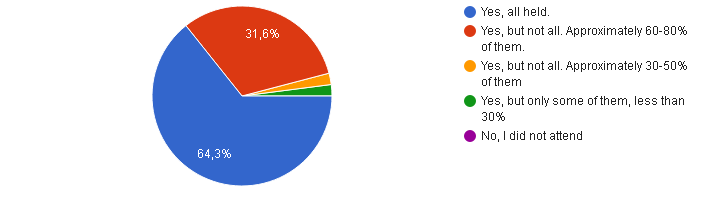 31,6%
64,3%
Yes, all held.
Yes, but not all. Approximately 60-80%
of them.
Yes, but not all. Approximately 30-50%
of them
Yes, but only some of them, less than
30%
No, I did not attend